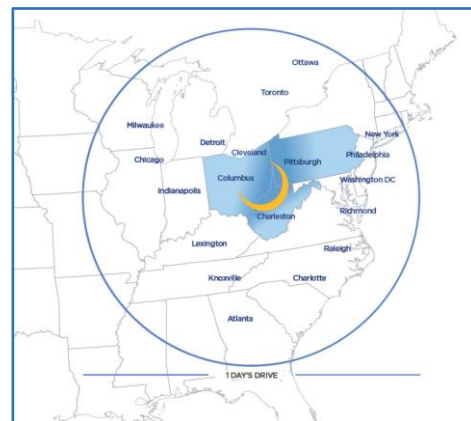 Ottawa
Toronto
Milwaukee
Detroit
Cleveland
New York
Chicago
Pittsburgh
Philadelphia
Columbus
Indianapolis
Washington DC
Charleston
Richmond
Lexington
Raleigh
Knoxville
Charlotte
Atlanta
1 DAY'S DRIVE